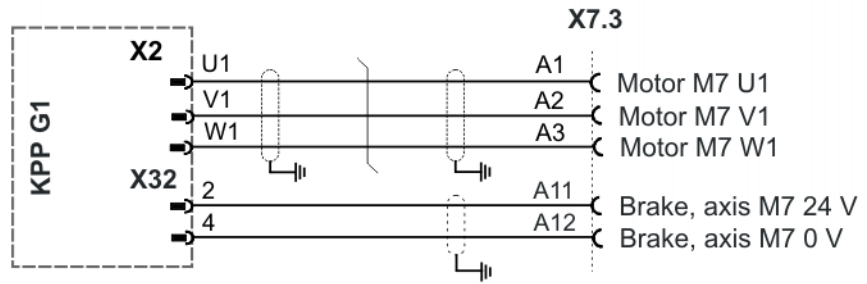 X7.3
X2
U1 A1 Motor M7 U1
V1 A2 Motor M7 V1
W1 A3 Motor M7 W1
KPP G1
X32
2 A11 Brake, axis M7 24 V
4 A12 Brake, axis M7 0 V